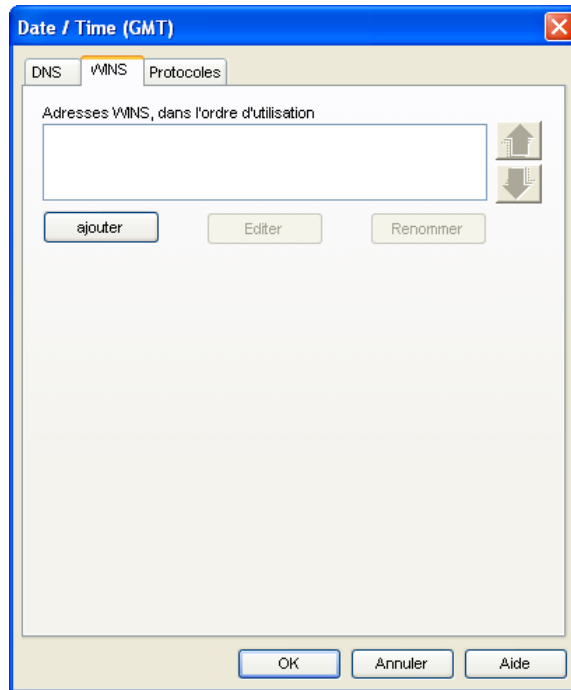 Date / Time (GMT)
DNS WINS Protocoles
Adresses WINS, dans l'ordre d'utilisation
ajouter Editer Renommer
OK Annuler Aide